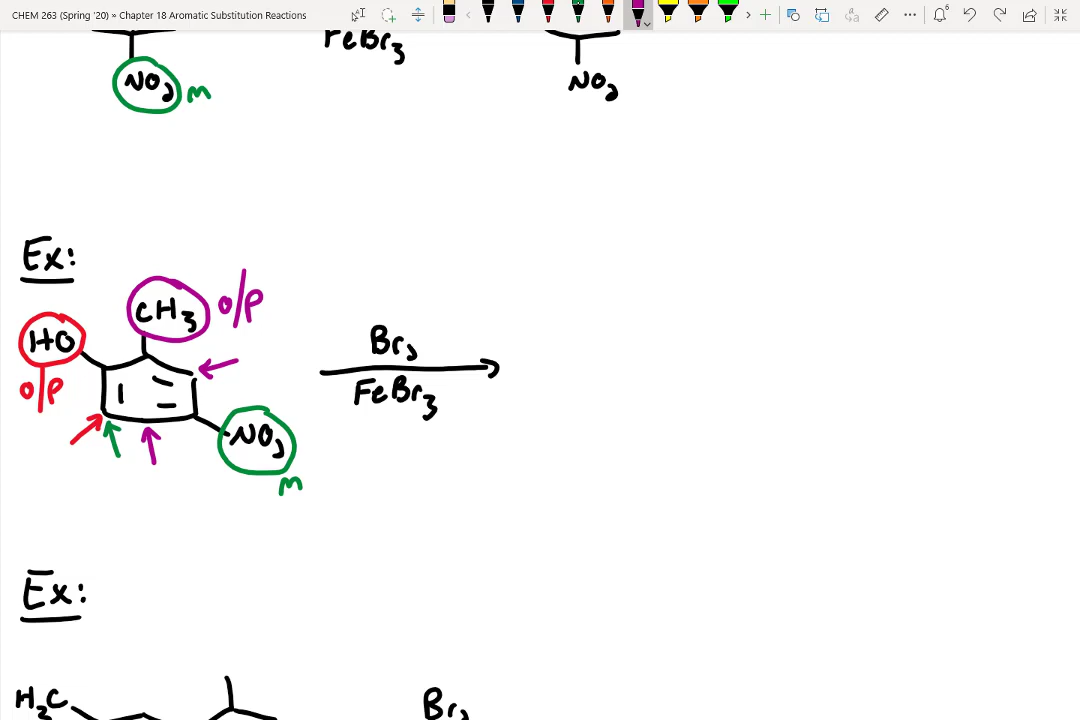 CHEM 263 (Spring '20) » Chapter 18 Aromatic Substitution Reactions
6
FeBr3
NO2 m
NO2
Ex:
CH3 o/p
HO
o/p
Br2
FeBr3
NO2
m
Ex:
H3C
Br2